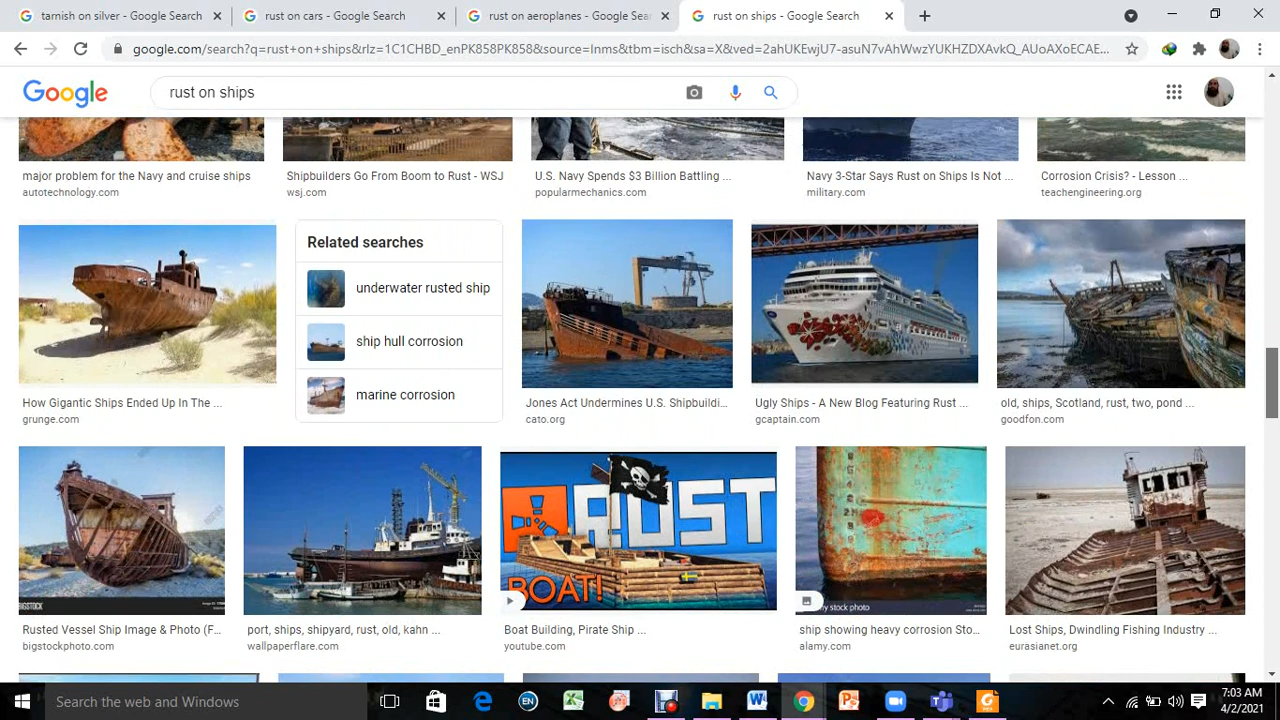 tarnish on silver - Google Search
rust on cars - Google Search
rust on aeroplanes - Google Sea
rust on ships - Google Search
google.com/search?q=rust+on+ships&rlz=1C1CHBD_enPK858PK858&source=lnms&tbm=isch&sa=X&ved=2ahUKEwjU7-asuN7vAhWwzYUKHZDXAvkQ_AUoAXoECAE...
Google
rust on ships
major problem for the Navy and cruise ships
autotechnology.com
Shipbuilders Go From Boom to Rust - WSJ
wsj.com
U.S. Navy Spends $3 Billion Battling ...
popularmechanics.com
Navy 3-Star Says Rust on Ships Is Not ...
military.com
Corrosion Crisis? - Lesson ...
teachengineering.org
How Gigantic Ships Ended Up In The ...
grunge.com
Related searches
underwater rusted ship
ship hull corrosion
marine corrosion
Jones Act Undermines U.S. Shipbuildi...
cato.org
Ugly Ships - A New Blog Featuring Rust ...
gcaptain.com
old, ships, Scotland, rust, two, pond ...
goodfon.com
BIGSTOCK
Rusted Vessel Ship Image & Photo (F...
bigstockphoto.com
port, ships, shipyard, rust, old, kahn ...
wallpaperflare.com
RUST
BOAT!
Boat Building, Pirate Ship ...
youtube.com
my stock photo
ship showing heavy corrosion Sto...
alamy.com
Lost Ships, Dwindling Fishing Industry ...
eurasianet.org
Search the web and Windows
EN
7:03 AM
4/2/2021